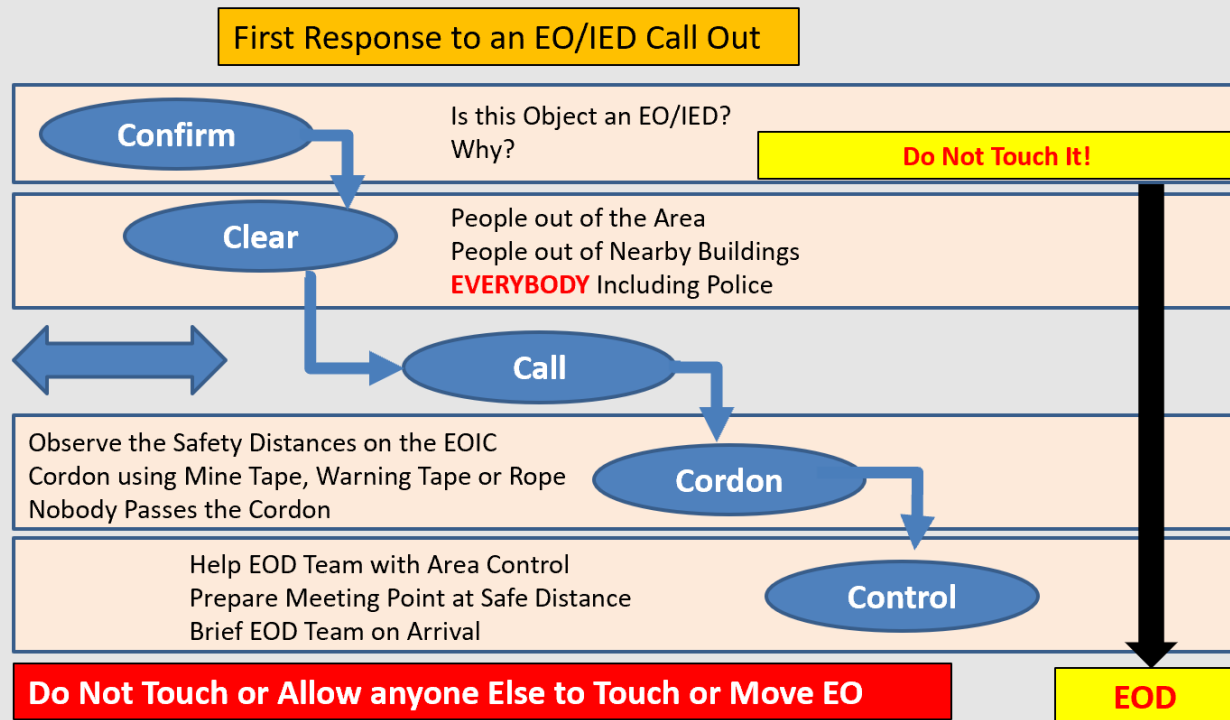 First Response to an EO/IED Call Out
Confirm
Is this Object an EO/IED?
Why?
Do Not Touch It!
Clear
People out of the Area
People out of Nearby Buildings
EVERYBODY Including Police
Call
Observe the Safety Distances on the EOIC
Cordon using Mine Tape, Warning Tape or Rope
Nobody Passes the Cordon
Cordon
Help EOD Team with Area Control
Prepare Meeting Point at Safe Distance
Brief EOD Team on Arrival
Control
Do Not Touch or Allow anyone Else to Touch or Move EO
EOD